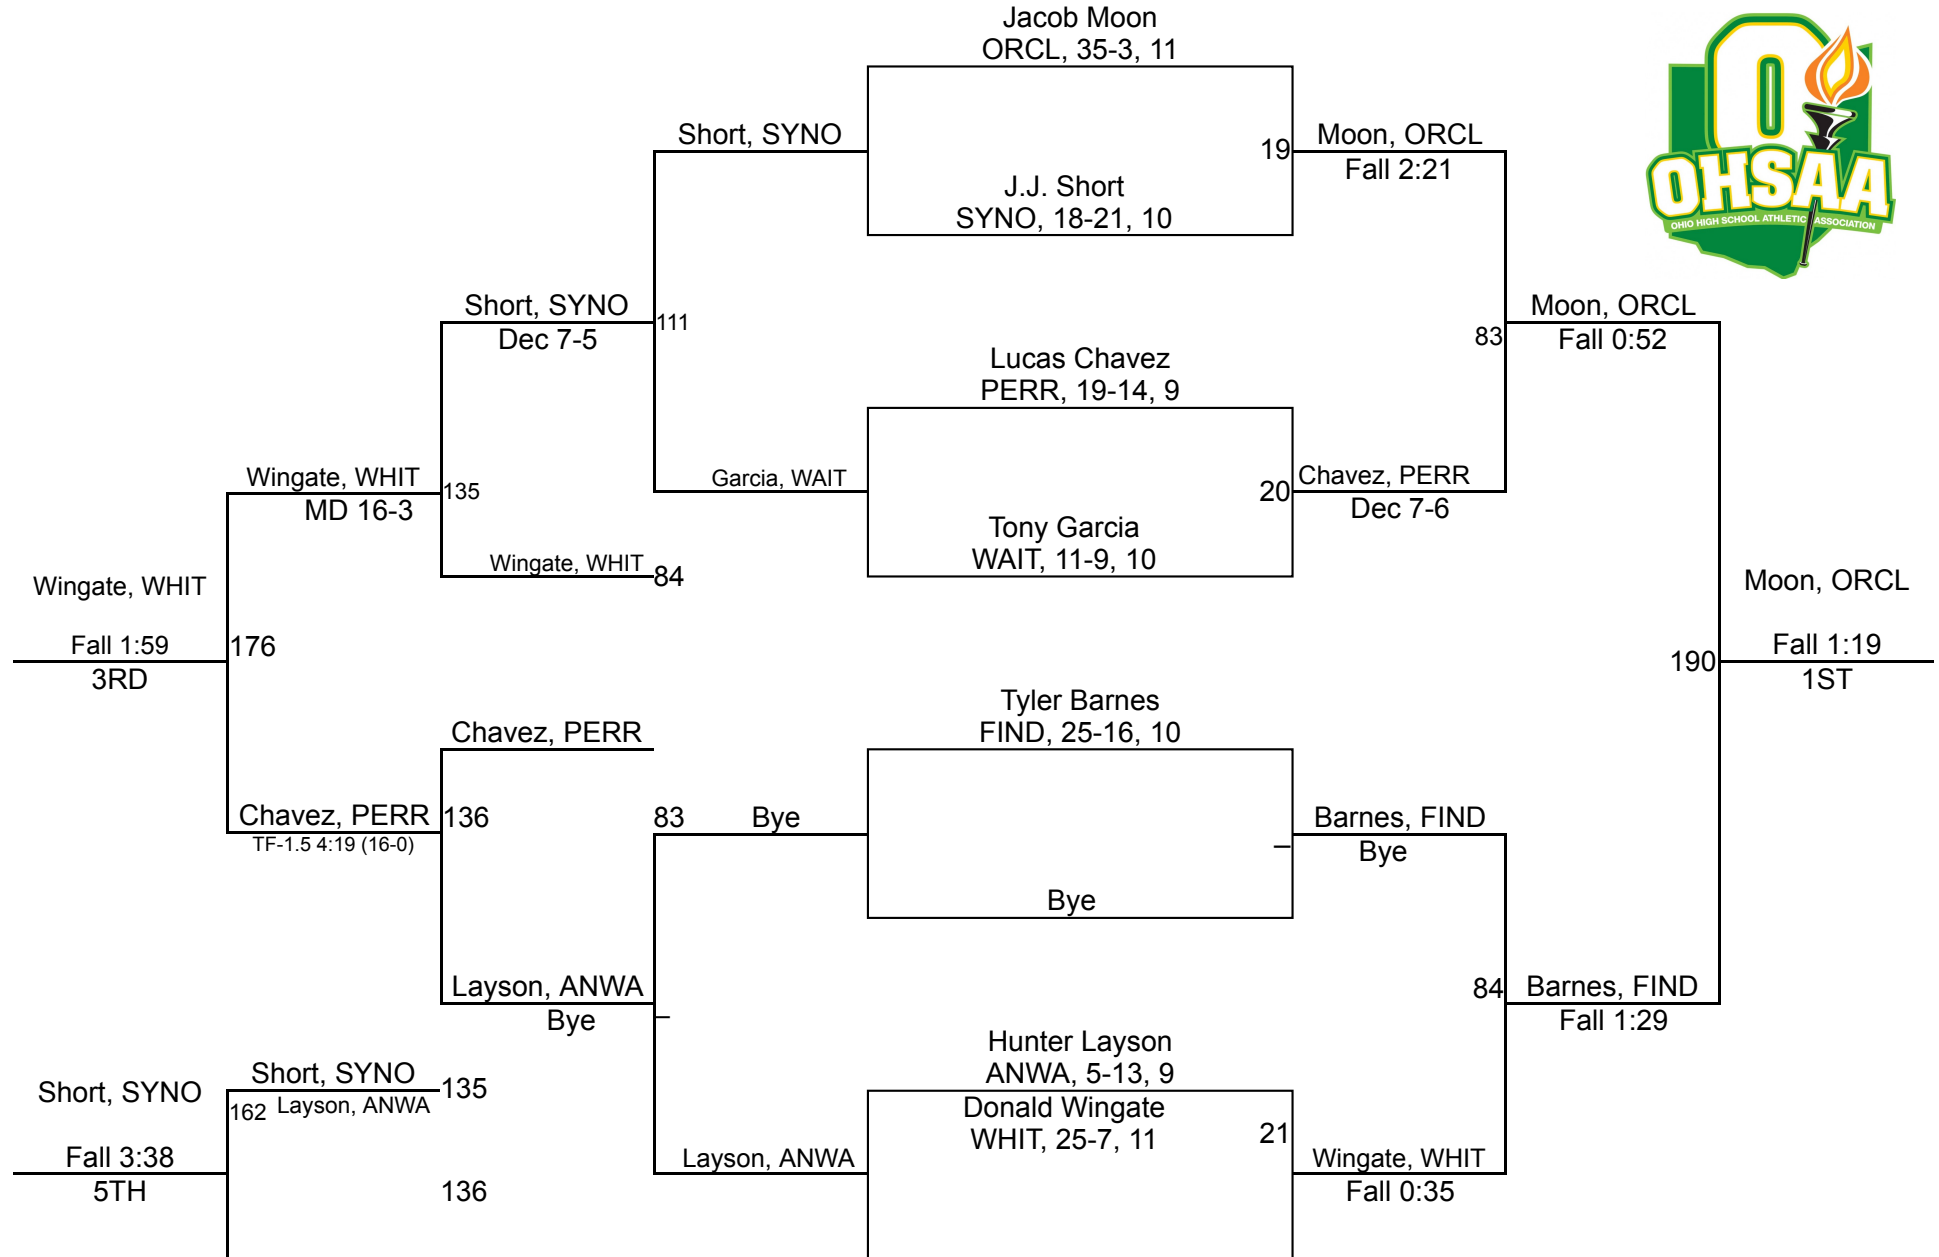 Jacob Moon
ORCL, 35-3, 11
Short, SYNO
19
Moon, ORCL
Fall 2:21
J.J. Short
SYNO, 18-21, 10
OHSAA
OHIO HIGH SCHOOL ATHLETIC ASSOCIATION
Short, SYNO
Dec 7-5
111
Moon, ORCL
Fall 0:52
83
Lucas Chavez
PERR, 19-14, 9
Wingate, WHIT
MD 16-3
135
Garcia, WAIT
20
Chavez, PERR
Dec 7-6
Tony Garcia
WAIT, 11-9, 10
Wingate, WHIT
84
Wingate, WHIT
Fall 1:59
3RD
176
Moon, ORCL
190
Fall 1:19
1ST
Tyler Barnes
FIND, 25-16, 10
Chavez, PERR
Chavez, PERR
TF-1.5 4:19 (16-0)
136
83
Bye
Barnes, FIND
Bye
Bye
Layson, ANWA
Bye
84
Barnes, FIND
Fall 1:29
Hunter Layson
ANWA, 5-13, 9
Donald Wingate
WHIT, 25-7, 11
21
Short, SYNO
Short, SYNO
135
162
Layson, ANWA
Layson, ANWA
Wingate, WHIT
Fall 0:35
Fall 3:38
5TH
136